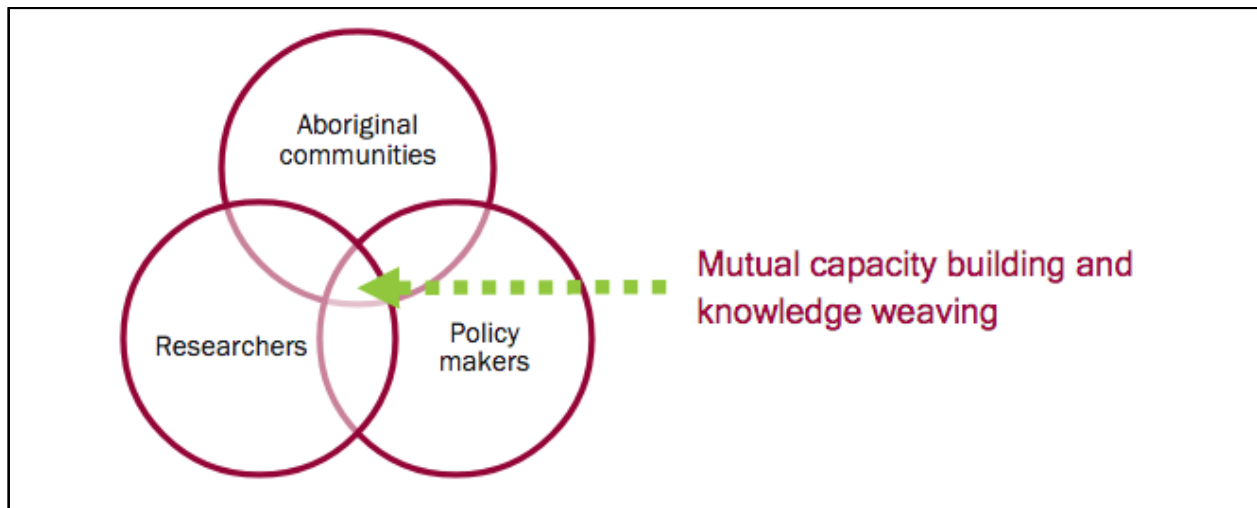 Aboriginal
communities
Researchers
Policy
makers
Mutual capacity building and
knowledge weaving